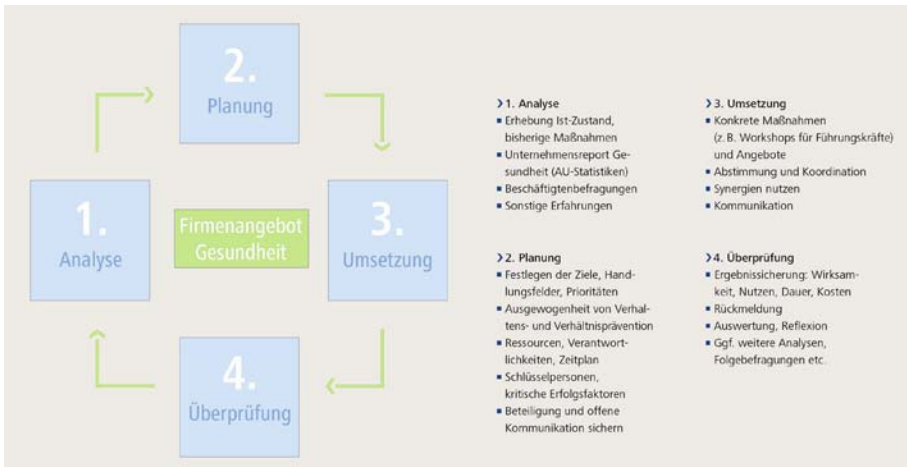 2.
Planung
1.
Analyse
Firmenangebot
Gesundheit
3.
Umsetzung
4.
Überprüfung
1. Analyse
Erhebung Ist-Zustand,
bisherige Maßnahmen
Unternehmensreport Ge-
sundheit (AU-Statistiken)
Beschäftigtenbefragungen
Sonstige Erfahrungen
2. Planung
Festlegen der Ziele, Hand-
lungsfelder, Prioritäten
Ausgewogenheit von Verhal-
tens- und Verhältnisprävention
Ressourcen, Verantwort-
lichkeiten, Zeitplan
Schlüsselpersonen,
kritische Erfolgsfaktoren
Beteiligung und offene
Kommunikation sichern
3. Umsetzung
Konkrete Maßnahmen
(z. B. Workshops für Führungskräfte)
und Angebote
Abstimmung und Koordination
Synergien nutzen
Kommunikation
4. Überprüfung
Ergebnissicherung: Wirksam-
keit, Nutzen, Dauer, Kosten
Rückmeldung
Auswertung, Reflexion
Ggf. weitere Analysen,
Folgebefragungen etc.